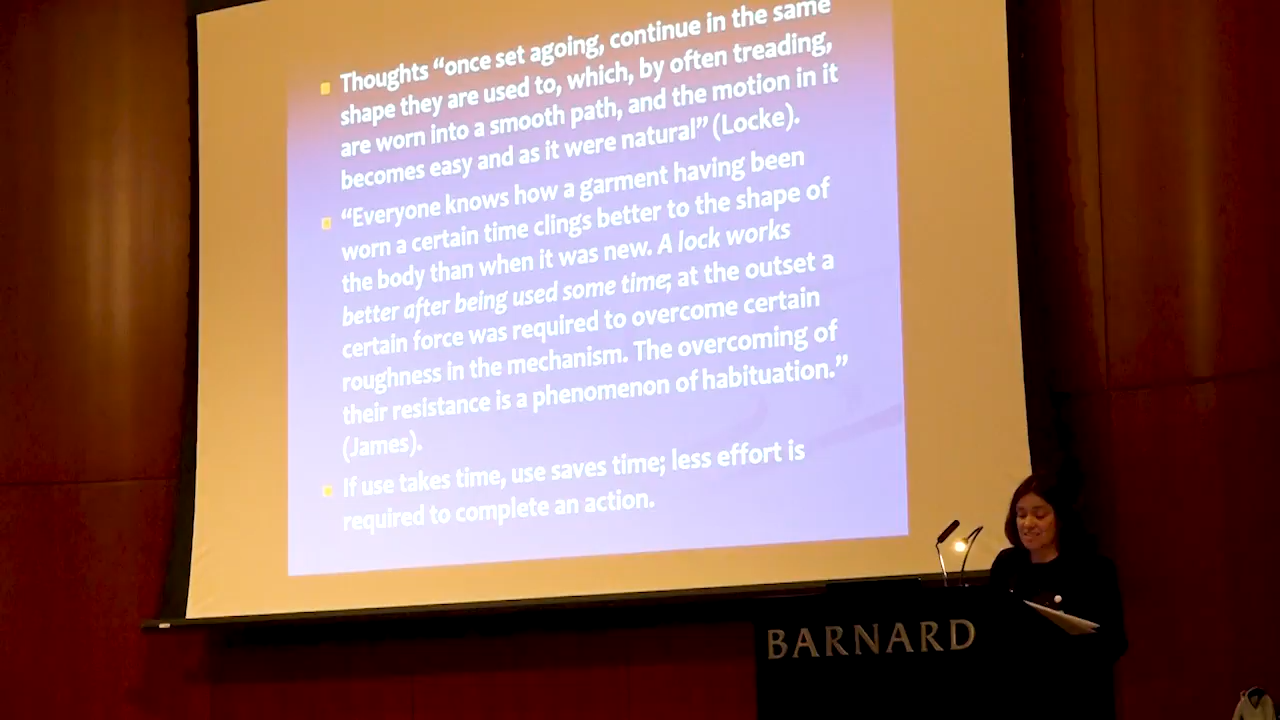 Thoughts “once set agoing, continue in the same
shape they are used to, which, by often treading,
are worn into a smooth path, and the motion in it
becomes easy and as it were natural” (Locke).
“Everyone knows how a garment having been
worn a certain time clings better to the shape of
the body than when it was new. A lock works
better after being used some time; at the outset a
certain force was required to overcome certain
roughness in the mechanism. The overcoming of
their resistance is a phenomenon of habituation.”
(James).
If use takes time, use saves time; less effort is
required to complete an action.
BARNARD